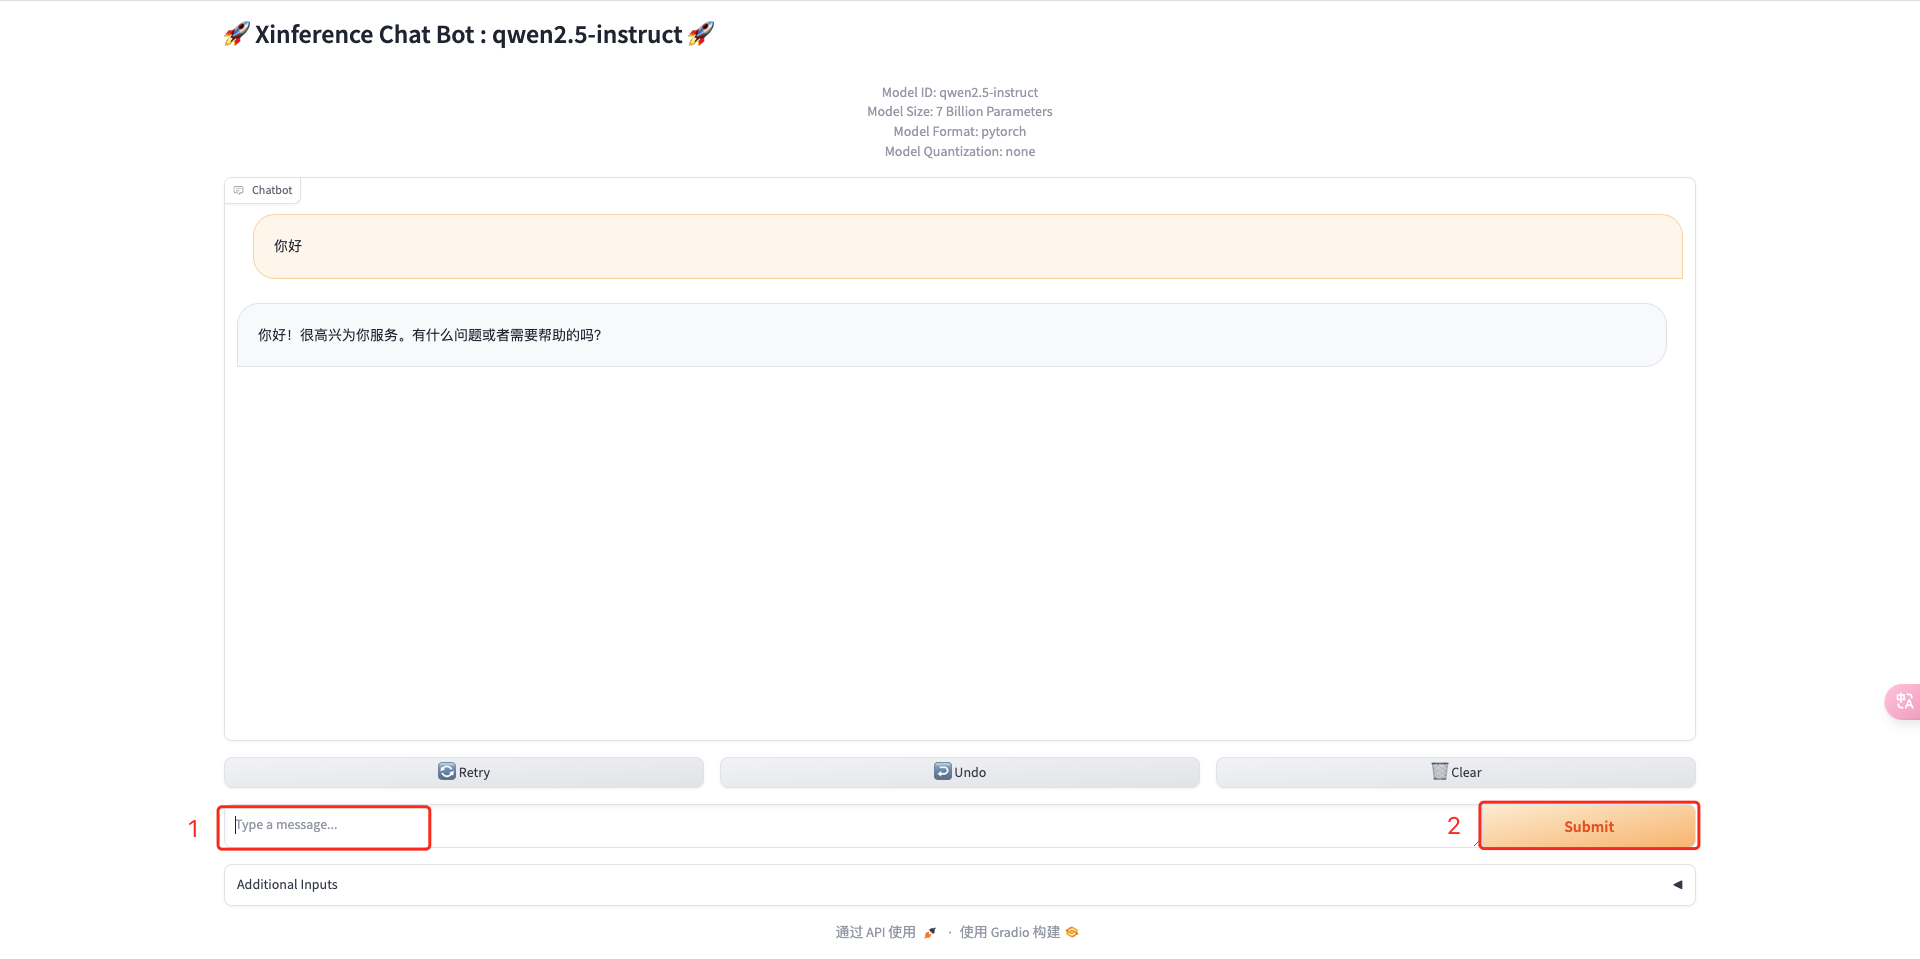 🚀 Xinference Chat Bot : qwen2.5-instruct 🚀
Model ID: qwen2.5-instruct
Model Size: 7 Billion Parameters
Model Format: pytorch
Model Quantization: none
Chatbot
你好
你好！很高兴为你服务。有什么问题或者需要帮助的吗？
Retry
Undo
Clear
1
Type a message...
2
Submit
Additional Inputs
通过 API 使用 🚀 · 使用 Gradio 构建